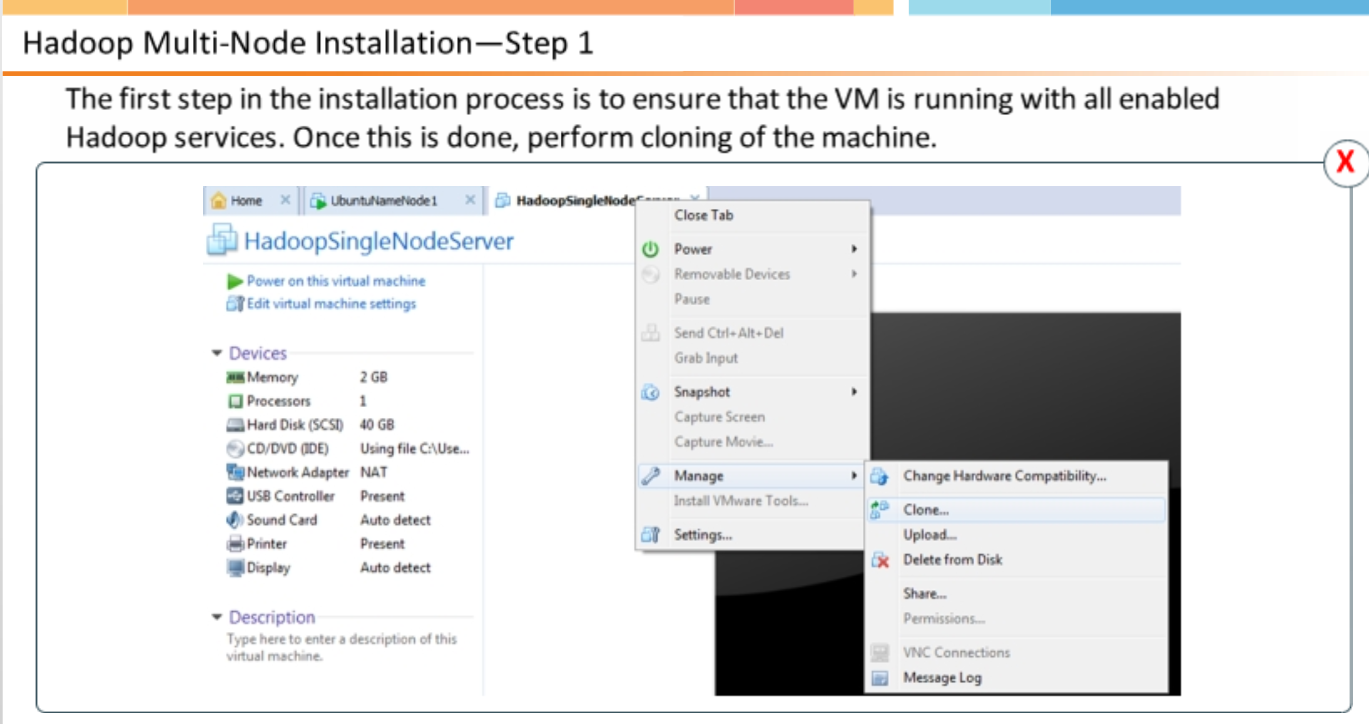 Hadoop Multi-Node Installation—Step 1
The first step in the installation process is to ensure that the VM is running with all enabled
Hadoop services. Once this is done, perform cloning of the machine.
X
Home
UbuntuNameNode1
HadoopSingleNode
HadoopSingleNodeServer
Power on this virtual machine
Edit virtual machine settings
Devices
Memory 2 GB
Processors 1
Hard Disk (SCSI) 40 GB
CD/DVD (IDE) Using file C:\Use...
Network Adapter NAT
USB Controller Present
Sound Card Auto detect
Printer Present
Display Auto detect
Description
Type here to enter a description of this
virtual machine.
Close Tab
Power
Removable Devices
Pause
Send Ctrl+Alt+Del
Grab Input
Snapshot
Capture Screen
Capture Movie...
Manage
Install VMware Tools...
Settings...
Change Hardware Compatibility...
Clone...
Upload...
Delete from Disk
Share...
Permissions...
VNC Connections
Message Log